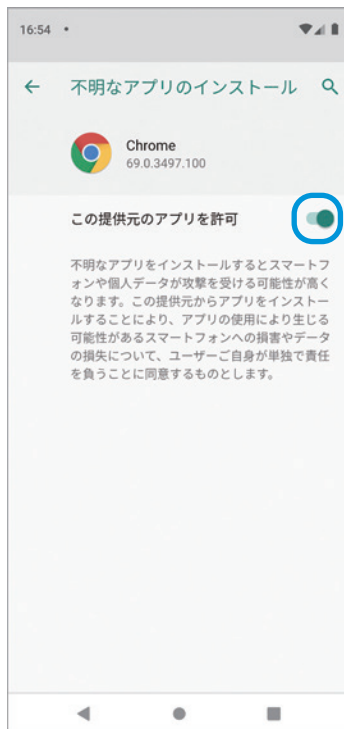 16:54
不明なアプリのインストール
Chrome
69.0.3497.100
この提供元のアプリを許可
不明なアプリをインストールするとスマートフ
ォンや個人データが攻撃を受ける可能性が高く
なります。この提供元からアプリをインストー
ルすることにより、アプリの使用により生じる
可能性があるスマートフォンへの損害やデータ
の損失について、ユーザーご自身が単独で責任
を負うことに同意するものとします。